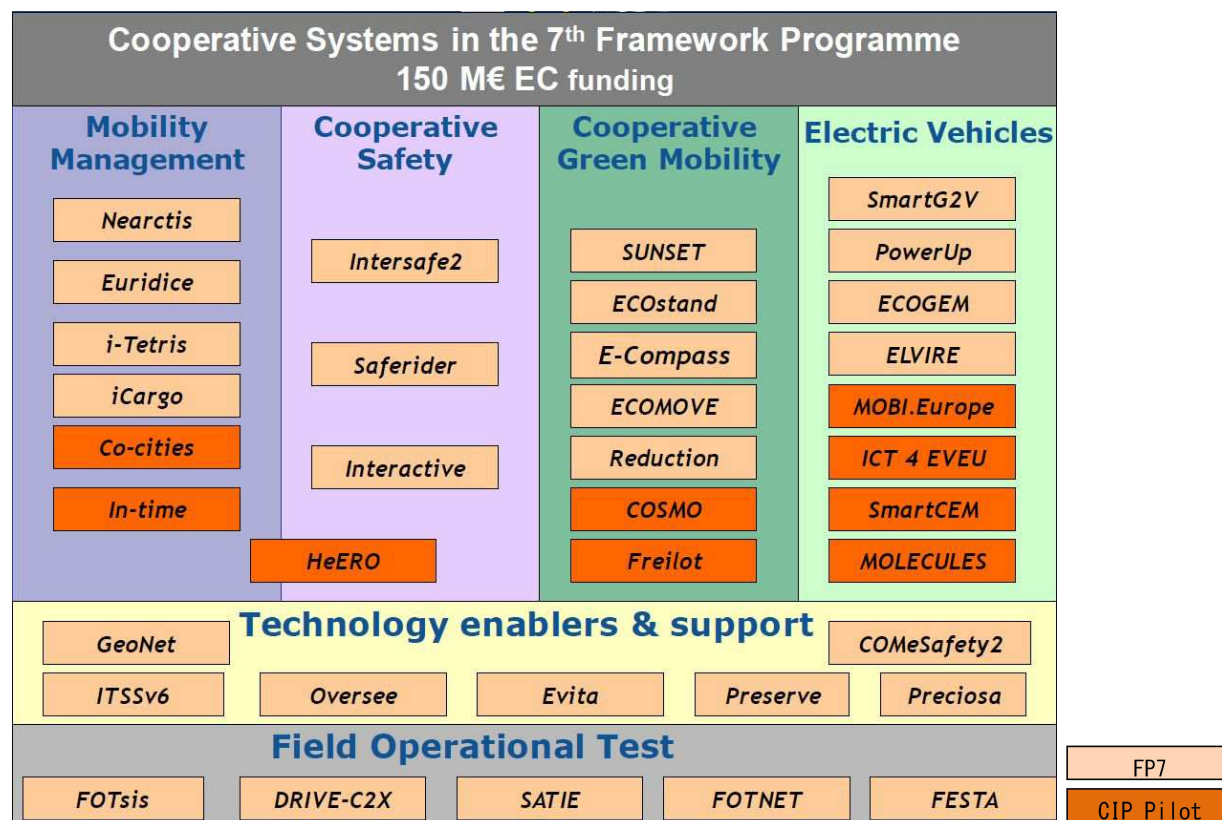 Cooperative Systems in the 7th Framework Programme
150 M€ EC funding
Mobility
Management
Nearctis
Euridice
i-Tetris
iCargo
Co-cities
In-time
Cooperative
Safety
Intersafe2
Saferider
Interactive
HeERO
Cooperative
Green Mobility
SUNSET
ECOstand
E-Compass
ECOMOVE
Reduction
COSMO
Freilot
Electric Vehicles
SmartG2V
PowerUp
ECOGEM
ELVIRE
MOBI.Europe
ICT 4 EVEU
SmartCEM
MOLECULES
Technology enablers & support
GeoNet
COMeSafety2
ITSSv6
Oversee
Evita
Preserve
Preciosa
Field Operational Test
FOTsis
DRIVE-C2X
SATIE
FOTNET
FESTA
FP7
CIP Pilot